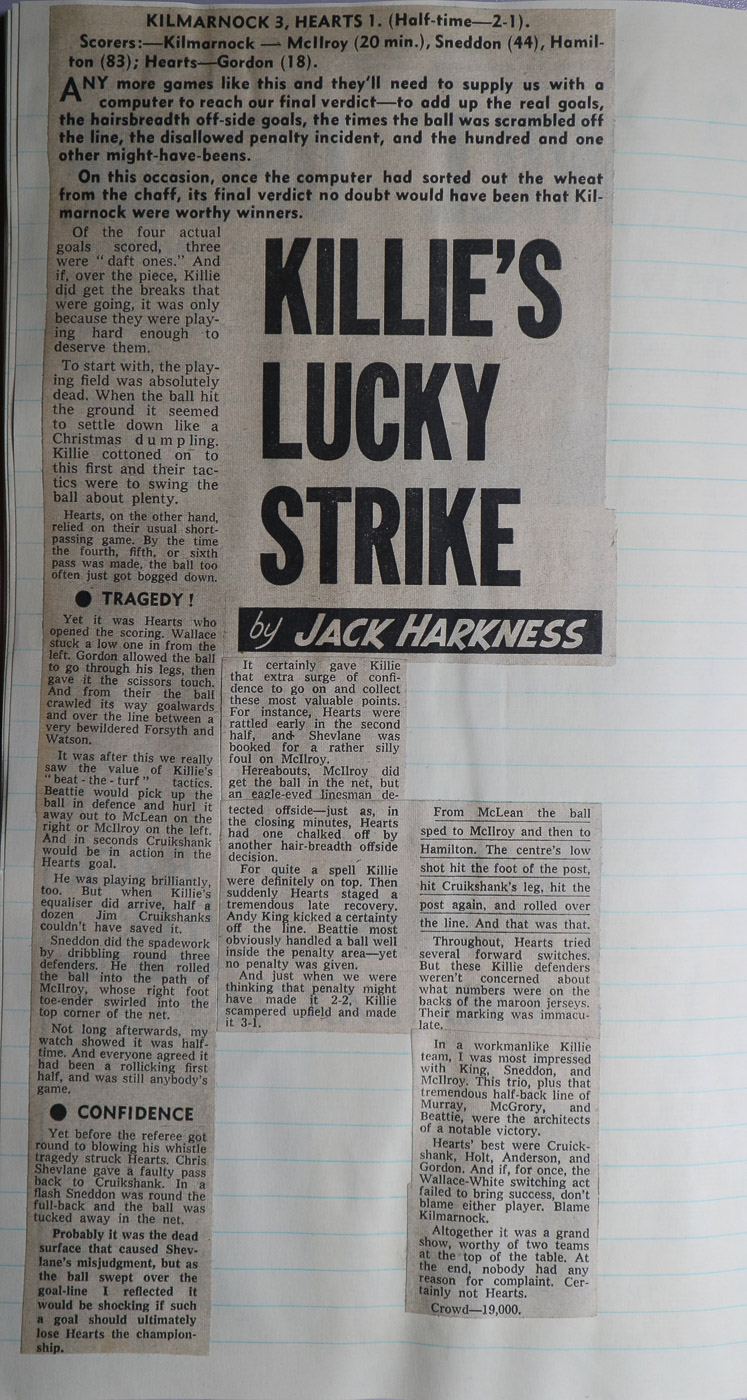 KILMARNOCK 3, HEARTS 1. (Half-time—2-1).
Scorers:—Kilmarnock — McIlroy (20 min.), Sneddon (44), Hamil-
ton (83); Hearts—Gordon (18).
ANY more games like this and they'll need to supply us with a
computer to reach our final verdict—to add up the real goals,
the hairsbreadth off-side goals, the times the ball was scrambled off
the line, the disallowed penalty incident, and the hundred and one
other might-have-beens.
On this occasion, once the computer had sorted out the wheat
from the chaff, its final verdict no doubt would have been that Kil-
marnock were worthy winners.
KILLIE'S
LUCKY
STRIKE
by JACK HARKNESS
Of the four actual
goals scored, three
were "daft ones." And
if, over the piece, Killie
did get the breaks that
were going, it was only
because they were play-
ing hard enough to
deserve them.
To start with, the play-
ing field was absolutely
dead. When the ball hit
the ground it seemed
to settle down like a
Christmas dumpling.
Killie cottoned on to
this first and their tac-
tics were to swing the
ball about plenty.
Hearts, on the other hand,
relied on their usual short-
passing game. By the time
the fourth, fifth, or sixth
pass was made, the ball too
often just got bogged down.
● TRAGEDY!
Yet it was Hearts who
opened the scoring. Wallace
stuck a low one in from the
left. Gordon allowed the ball
to go through his legs, then
gave it the scissors touch.
And from their the ball
crawled its way goalwards
and over the line between a
very bewildered Forsyth and
Watson.
It was after this we really
saw the value of Killie's
"beat-the-turf" tactics.
Beattie would pick up the
ball in defence and hurl it
away out to McLean on the
right or McIlroy on the left.
And in seconds Cruikshank
would be in action in the
Hearts goal.
He was playing brilliantly,
too. But when Killie's
equaliser did arrive, half a
dozen Jim Cruikshanks
couldn't have saved it.
Sneddon did the spadework
by dribbling round three
defenders. He then rolled
the ball into the path of
McIlroy, whose right foot
toe-ender swirled into the
top corner of the net.
Not long afterwards, my
watch showed it was half-
time. And everyone agreed it
had been a rollicking first
half, and was still anybody's
game.
● CONFIDENCE
Yet before the referee got
round to blowing his whistle
tragedy struck Hearts. Chris
Shevlane gave a faulty pass
back to Cruikshank. In a
flash Sneddon was round the
full-back and the ball was
tucked away in the net.
Probably it was the dead
surface that caused Shev-
lane's misjudgment, but as
the ball swept over the
goal-line I reflected it
would be shocking if such
a goal should ultimately
lose Hearts the champion-
ship.
It certainly gave Killie
that extra surge of confi-
dence to go on and collect
these most valuable points.
For instance, Hearts were
rattled early in the second
half, and Shevlane was
booked for a rather silly
foul on McIlroy.
Hereabouts, McIlroy did
get the ball in the net, but
an eagle-eyed linesman de-
tected offside—just as, in
the closing minutes, Hearts
had one chalked off by
another hair-breadth offside
decision.
For quite a spell Killie
were definitely on top. Then
suddenly Hearts staged a
tremendous late recovery.
Andy King kicked a certainty
off the line. Beattie most
obviously handled a ball well
inside the penalty area—yet
no penalty was given.
And just when we were
thinking that penalty might
have made it 2-2, Killie
scampered upfield and made
it 3-1.
From McLean the ball
sped to McIlroy and then to
Hamilton. The centre's low
shot hit the foot of the post,
hit Cruikshank's leg, hit the
post again, and rolled over
the line. And that was that.
Throughout, Hearts tried
several forward switches.
But these Killie defenders
weren't concerned about
what numbers were on the
backs of the maroon jerseys.
Their marking was immacu-
late.
In a workmanlike Killie
team, I was most impressed
with King, Sneddon, and
McIlroy. This trio, plus that
tremendous half-back line of
Murray, McGrory, and
Beattie, were the architects
of a notable victory.
Hearts' best were Cruick-
shank, Holt, Anderson, and
Gordon. And if, for once, the
Wallace-White switching act
failed to bring success, don't
blame either player. Blame
Kilmarnock.
Altogether it was a grand
show, worthy of two teams
at the top of the table. At
the end, nobody had any
reason for complaint. Cer-
tainly not Hearts.
Crowd—19,000.